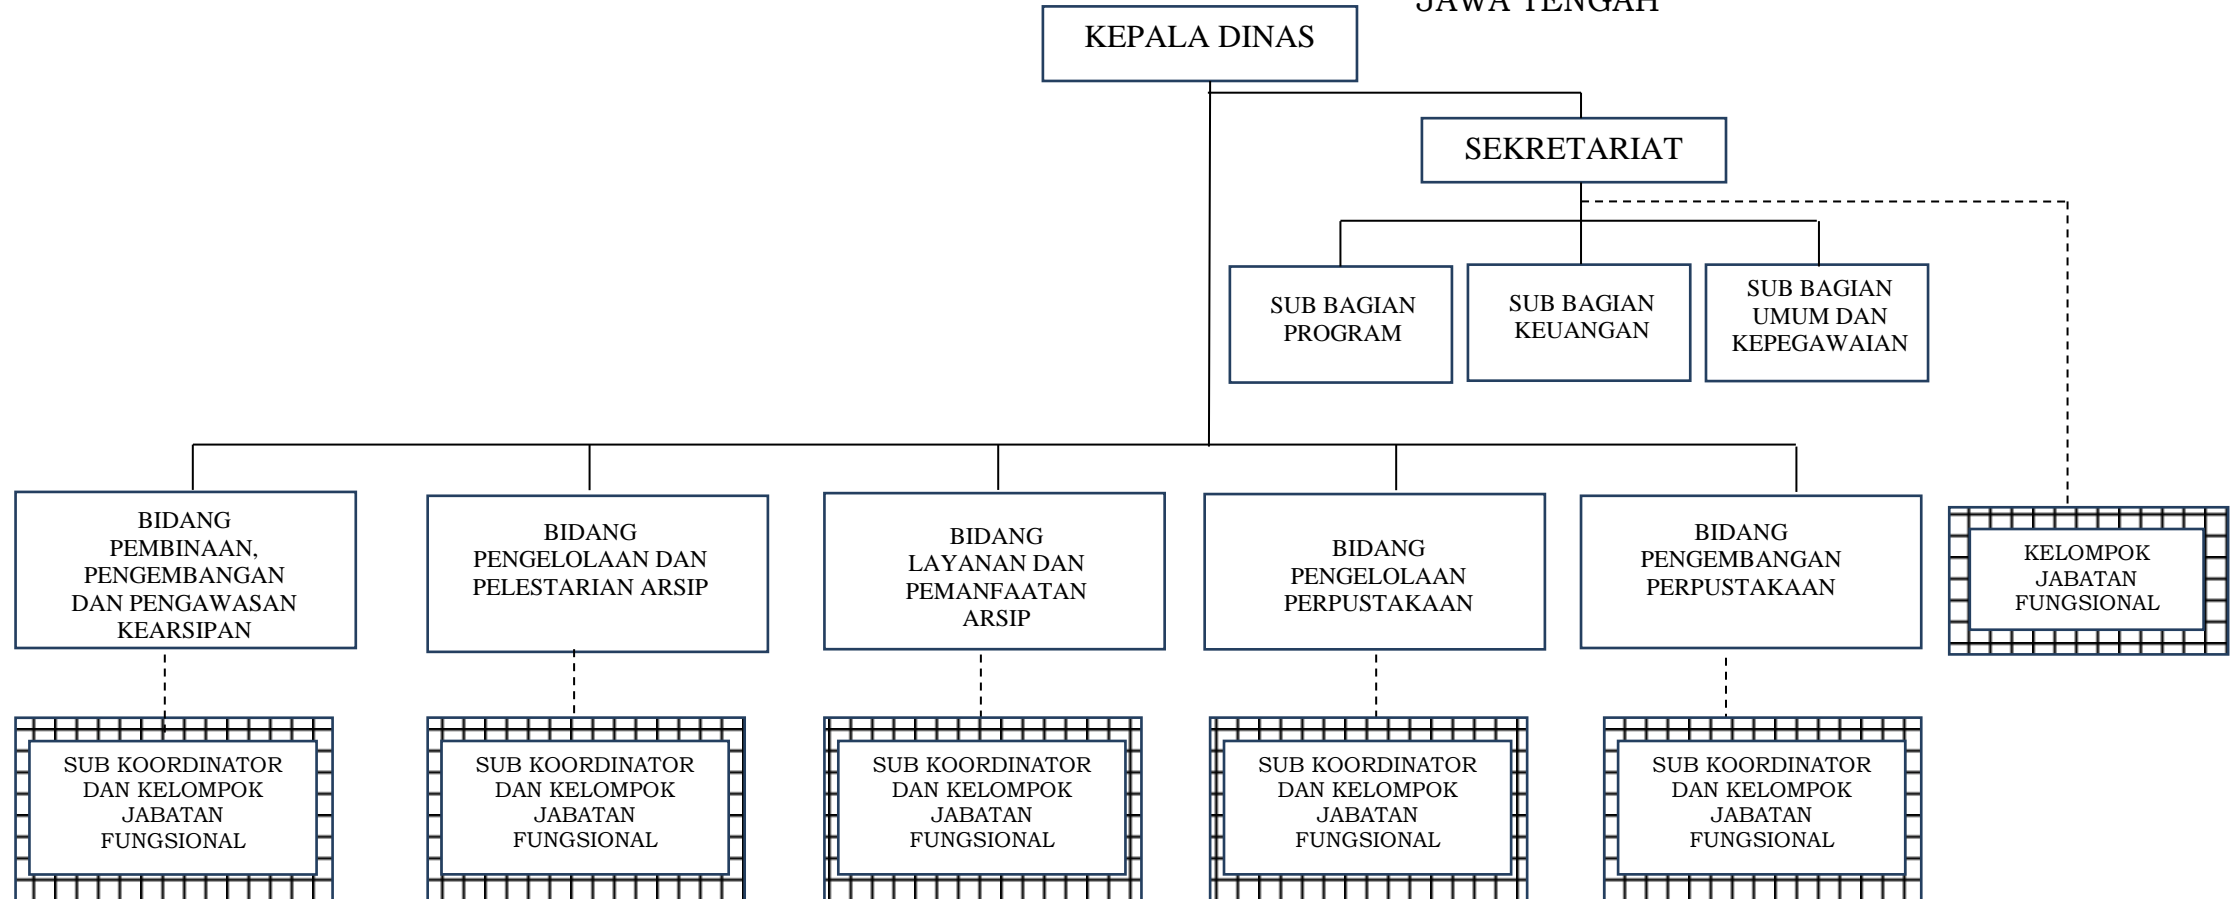 JAWA TENGAH
KEPALA DINAS
SEKRETARIAT
SUB BAGIAN
PROGRAM
SUB BAGIAN
KEUANGAN
SUB BAGIAN
UMUM DAN
KEPEGAWAIAN
BIDANG
PEMBINAAN,
PENGEMBANGAN
DAN PENGAWASAN
KEARSIPAN
BIDANG
PENGELOLAAN DAN
PELESTARIAN ARSIP
BIDANG
LAYANAN DAN
PEMANFAATAN
ARSIP
BIDANG
PENGELOLAAN
PERPUSTAKAAN
BIDANG
PENGEMBANGAN
PERPUSTAKAAN
KELOMPOK
JABATAN
FUNGSIONAL
SUB KOORDINATOR
DAN KELOMPOK
JABATAN
FUNGSIONAL
SUB KOORDINATOR
DAN KELOMPOK
JABATAN
FUNGSIONAL
SUB KOORDINATOR
DAN KELOMPOK
JABATAN
FUNGSIONAL
SUB KOORDINATOR
DAN KELOMPOK
JABATAN
FUNGSIONAL
SUB KOORDINATOR
DAN KELOMPOK
JABATAN
FUNGSIONAL